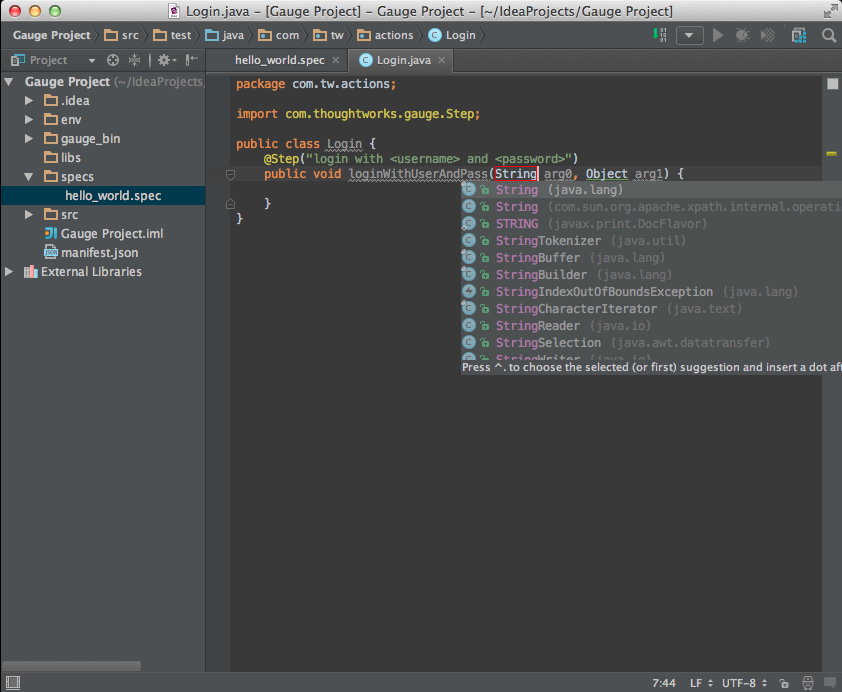 Login.java – [Gauge Project] – Gauge Project – [~/IdeaProjects/Gauge Project]
Gauge Project src test java com tw actions Login
Project hello_world.spec Login.java
Gauge Project (~/IdeaProjects
.idea
env
gauge_bin
libs
specs
hello_world.spec
src
Gauge Project.iml
manifest.json
External Libraries
package com.tw.actions;
import com.thoughtworks.gauge.Step;
public class Login {
@Step("login with <username> and <password>")
public void loginWithUserAndPass(String arg0, Object arg1) {
}
}
String (java.lang)
String (com.sun.org.apache.xpath.internal.operati
STRING (javax.print.DocFlavor)
StringTokenizer (java.util)
StringBuffer (java.lang)
StringBuilder (java.lang)
StringIndexOutOfBoundsException (java.lang)
StringCharacterIterator (java.text)
StringReader (java.io)
StringSelection (java.awt.datatransfer)
StringWriter (java.io)
Press ^. to choose the selected (or first) suggestion and insert a dot aft
7:44 LF UTF-8